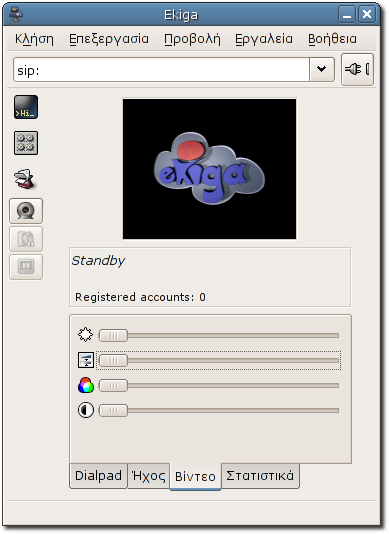 Ekiga
Κλήση Επεξεργασία Προβολή Εργαλεία Βοήθεια
sip:
>Hi_
ekiga
Standby
Registered accounts: 0
Dialpad Ήχος Βίντεο Στατιστικά